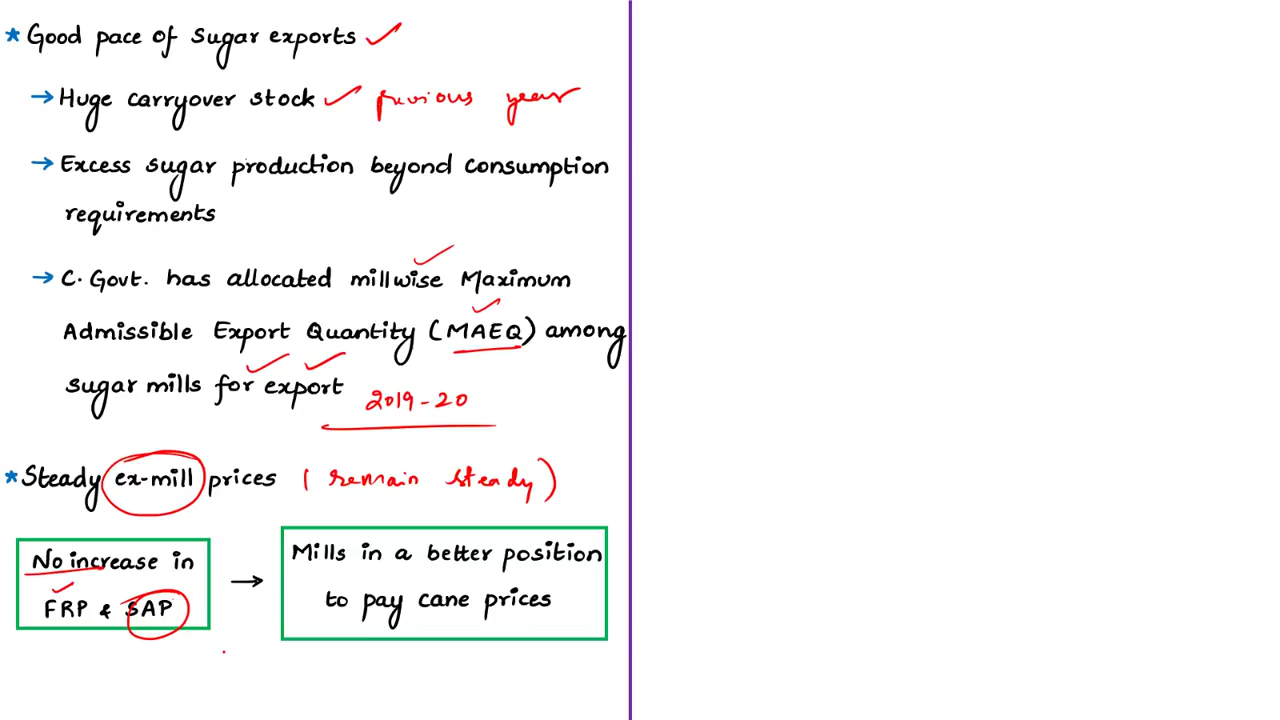 * Good pace of sugar exports
→ Huge carryover stock previous year
→ Excess sugar production beyond consumption
requirements
→ C. Govt. has allocated millwise Maximum
Admissible Export Quantity (MAEQ) among
sugar mills for export
2019-20
* Steady ex-mill prices (remain steady)
No increase in
FRP & SAP
→
Mills in a better position
to pay cane prices